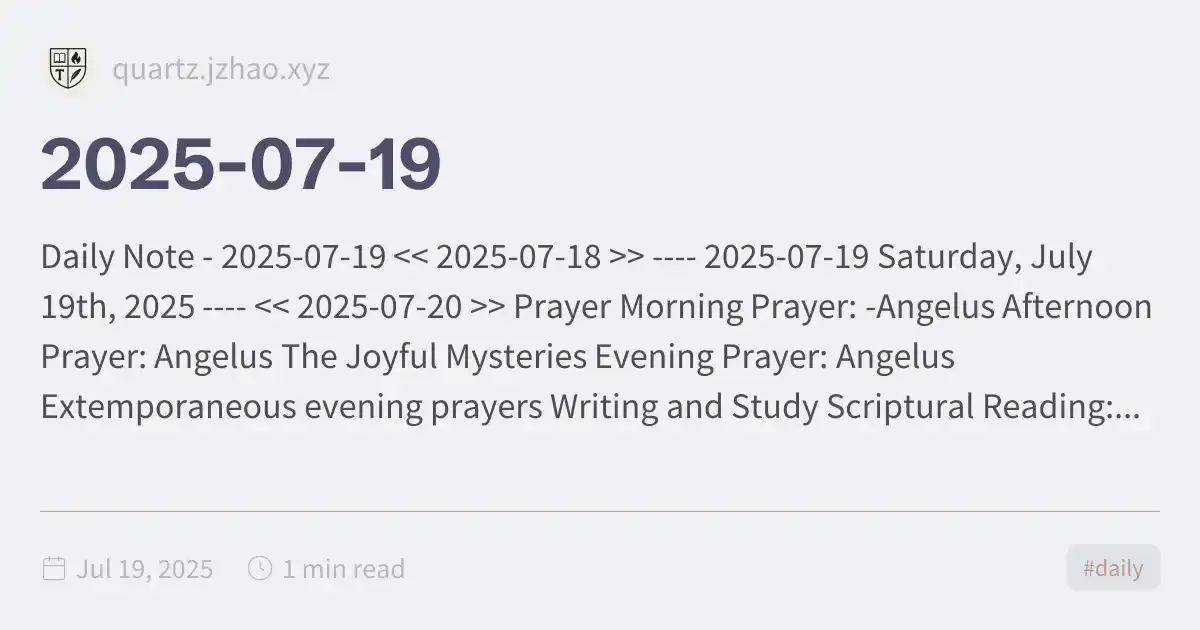 T
quartz.jzhao.xyz
2025-07-19
Daily Note - 2025-07-19 << 2025-07-18 >> ---- 2025-07-19 Saturday, July
19th, 2025 ---- << 2025-07-20 >> Prayer Morning Prayer: -Angelus Afternoon
Prayer: Angelus The Joyful Mysteries Evening Prayer: Angelus
Extemporaneous evening prayers Writing and Study Scriptural Reading:...
Jul 19, 2025
1 min read
#daily